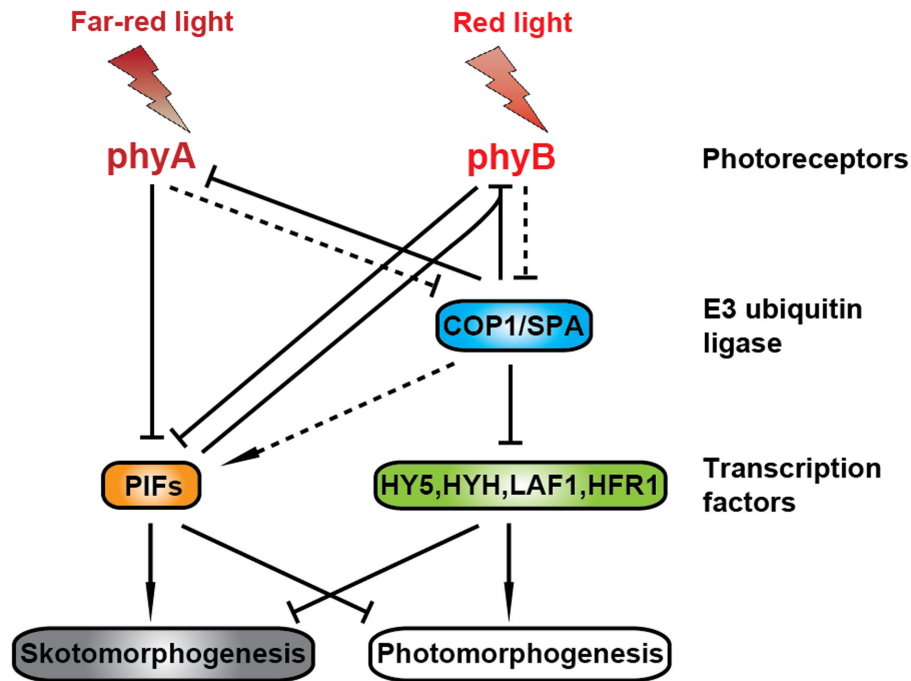 Far-red light
Red light
phyA
phyB
Photoreceptors
COP1/SPA
E3 ubiquitin
ligase
PIFs
HY5,HYH,LAF1,HFR1
Transcription
factors
Skotomorphogenesis
Photomorphogenesis